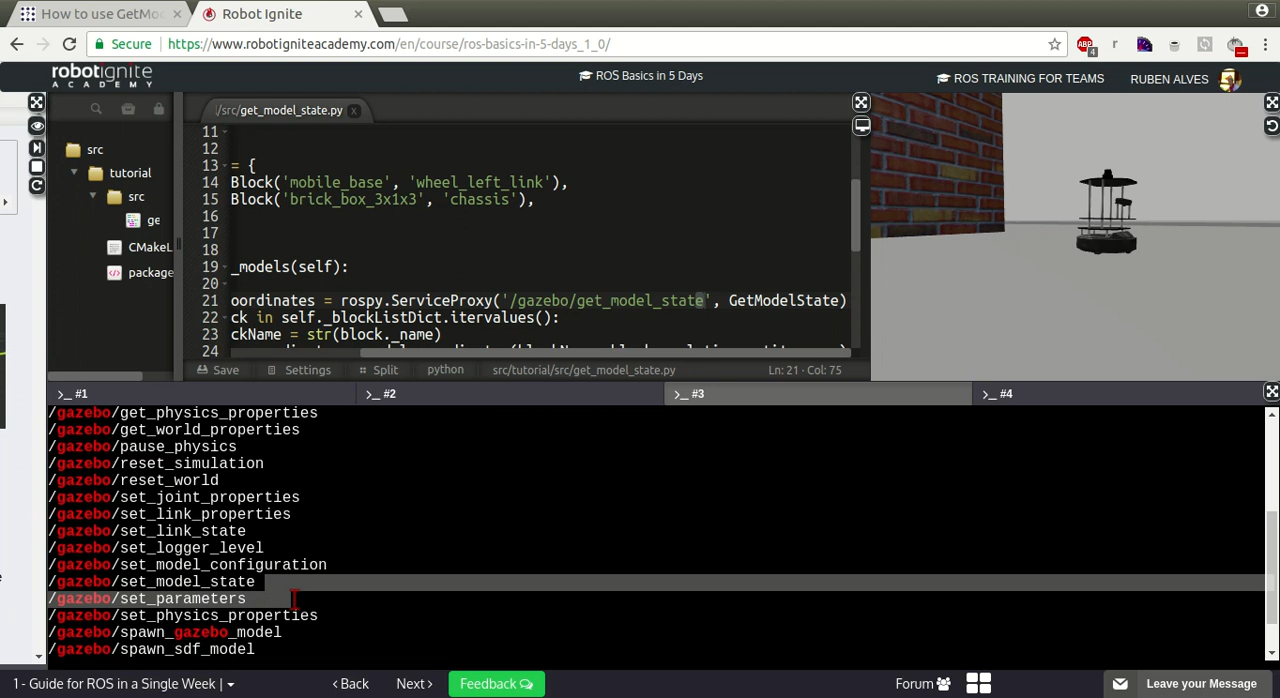 How to use GetMo
Robot Ignite
Secure
https://www.robotigniteacademy.com/en/course/ros-basics-in-5-days_1_0/
4
r
robotignite
ACADEMY
ROS Basics in 5 Days
ROS TRAINING FOR TEAMS
RUBEN ALVES
/src/get_model_state.py x
src
tutorial
src
ge
CMakeL
package
11
12
13 = {
14 Block('mobile_base', 'wheel_left_link'),
15 Block('brick_box_3x1x3', 'chassis'),
16
17
18
19 _models(self):
20
21 oordinates = rospy.ServiceProxy('/gazebo/get_model_state', GetModelState)
22 ck in self._blockListDict.itervalues():
23 ckName = str(block._name)
24
Save Settings Split python src/tutorial/src/get_model_state.py Ln: 21 · Col: 75
>_ #1
>_ #2
>_ #3
>_ #4
/gazebo/get_physics_properties
/gazebo/get_world_properties
/gazebo/pause_physics
/gazebo/reset_simulation
/gazebo/reset_world
/gazebo/set_joint_properties
/gazebo/set_link_properties
/gazebo/set_link_state
/gazebo/set_logger_level
/gazebo/set_model_configuration
/gazebo/set_model_state
/gazebo/set_parameters
/gazebo/set_physics_properties
/gazebo/spawn_gazebo_model
/gazebo/spawn_sdf_model
1 - Guide for ROS in a Single Week |
‹ Back
Next ›
Feedback
Forum
Leave your Message